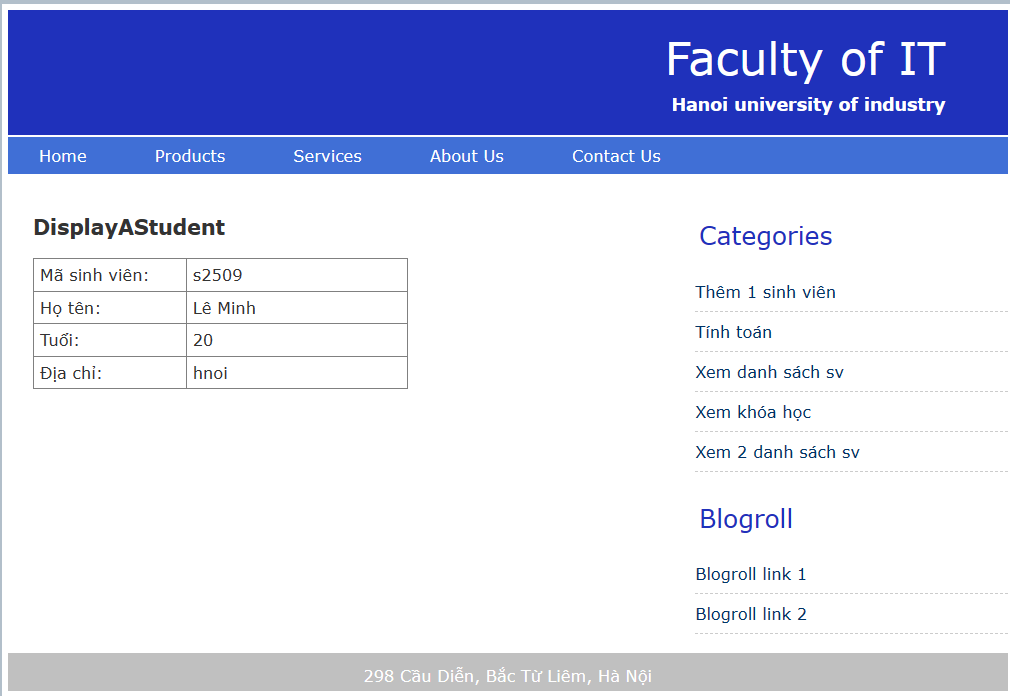 Faculty of IT
Hanoi university of industry
Home Products Services About Us Contact Us
DisplayAStudent
Mã sinh viên: s2509
Họ tên: Lê Minh
Tuổi: 20
Địa chỉ: hnoi
Categories
Thêm 1 sinh viên
Tính toán
Xem danh sách sv
Xem khóa học
Xem 2 danh sách sv
Blogroll
Blogroll link 1
Blogroll link 2
298 Cầu Diễn, Bắc Từ Liêm, Hà Nội